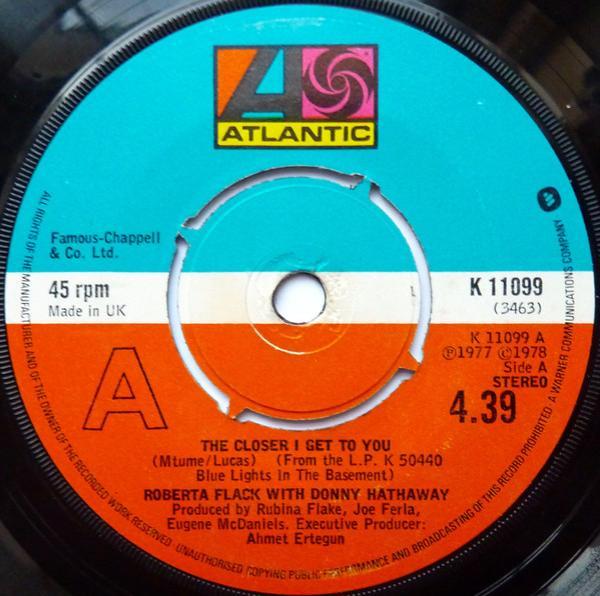 ATLANTIC
Famous-Chappell
& Co. Ltd.
45 rpm
Made in UK
K 11099
(3463)
K 11099 A
℗1977 ©1978
Side A
STEREO
4.39
A
THE CLOSER I GET TO YOU
(Mtume/Lucas) (From the L.P. K 50440
Blue Lights in The Basement)
ROBERTA FLACK WITH DONNY HATHAWAY
Produced by Rubina Flake, Joe Ferla,
Eugene McDaniels. Executive Producer:
Ahmet Ertegun
ALL RIGHTS OF THE MANUFACTURER AND OF THE OWNER OF THE RECORDED WORK RESERVED UNAUTHORISED COPYING PUBLIC PERFORMANCE AND BROADCASTING OF THIS RECORD PROHIBITED A WARNER COMMUNICATIONS COMPANY